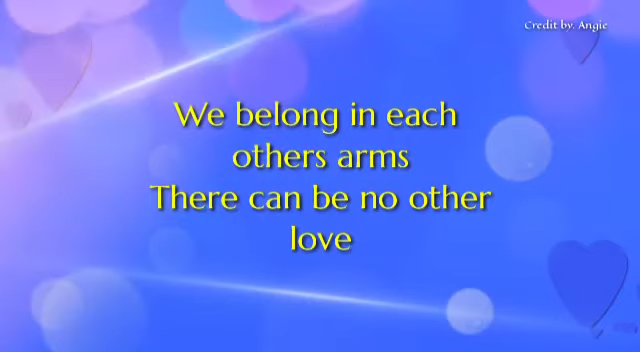 Credit by. Angie
We belong in each
others arms
There can be no other
love